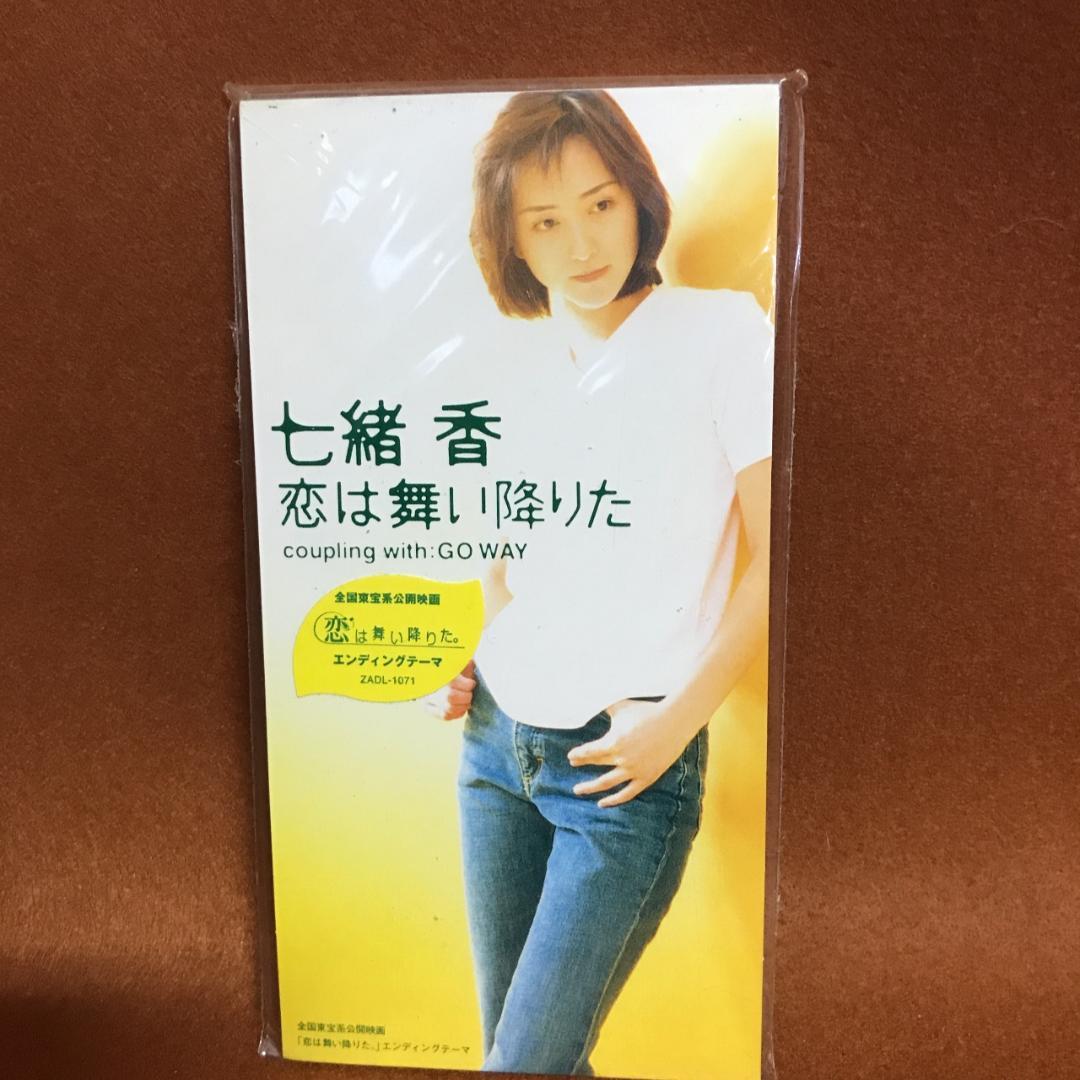 七緒 香
恋は舞い降りた
coupling with:GO WAY
全国東宝系公開映画
恋は舞い降りた。
エンディングテーマ
ZADL-1071
全国東宝系公開映画
「恋は舞い降りた。」エンディングテーマ